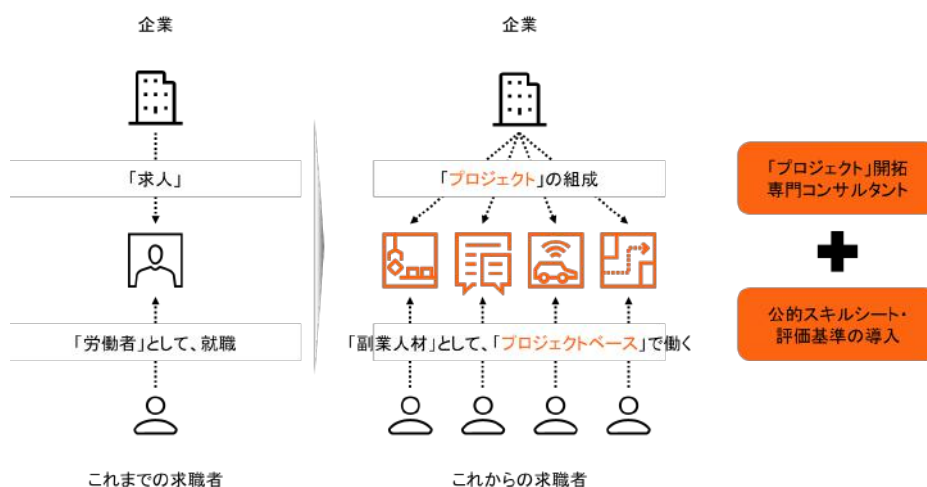 企業
「求人」
「労働者」として、就職
これまでの求職者
企業
「プロジェクト」の組成
「副業人材」として、「プロジェクトベース」で働く
これからの求職者
「プロジェクト」開拓
専門コンサルタント
公的スキルシート・
評価基準の導入